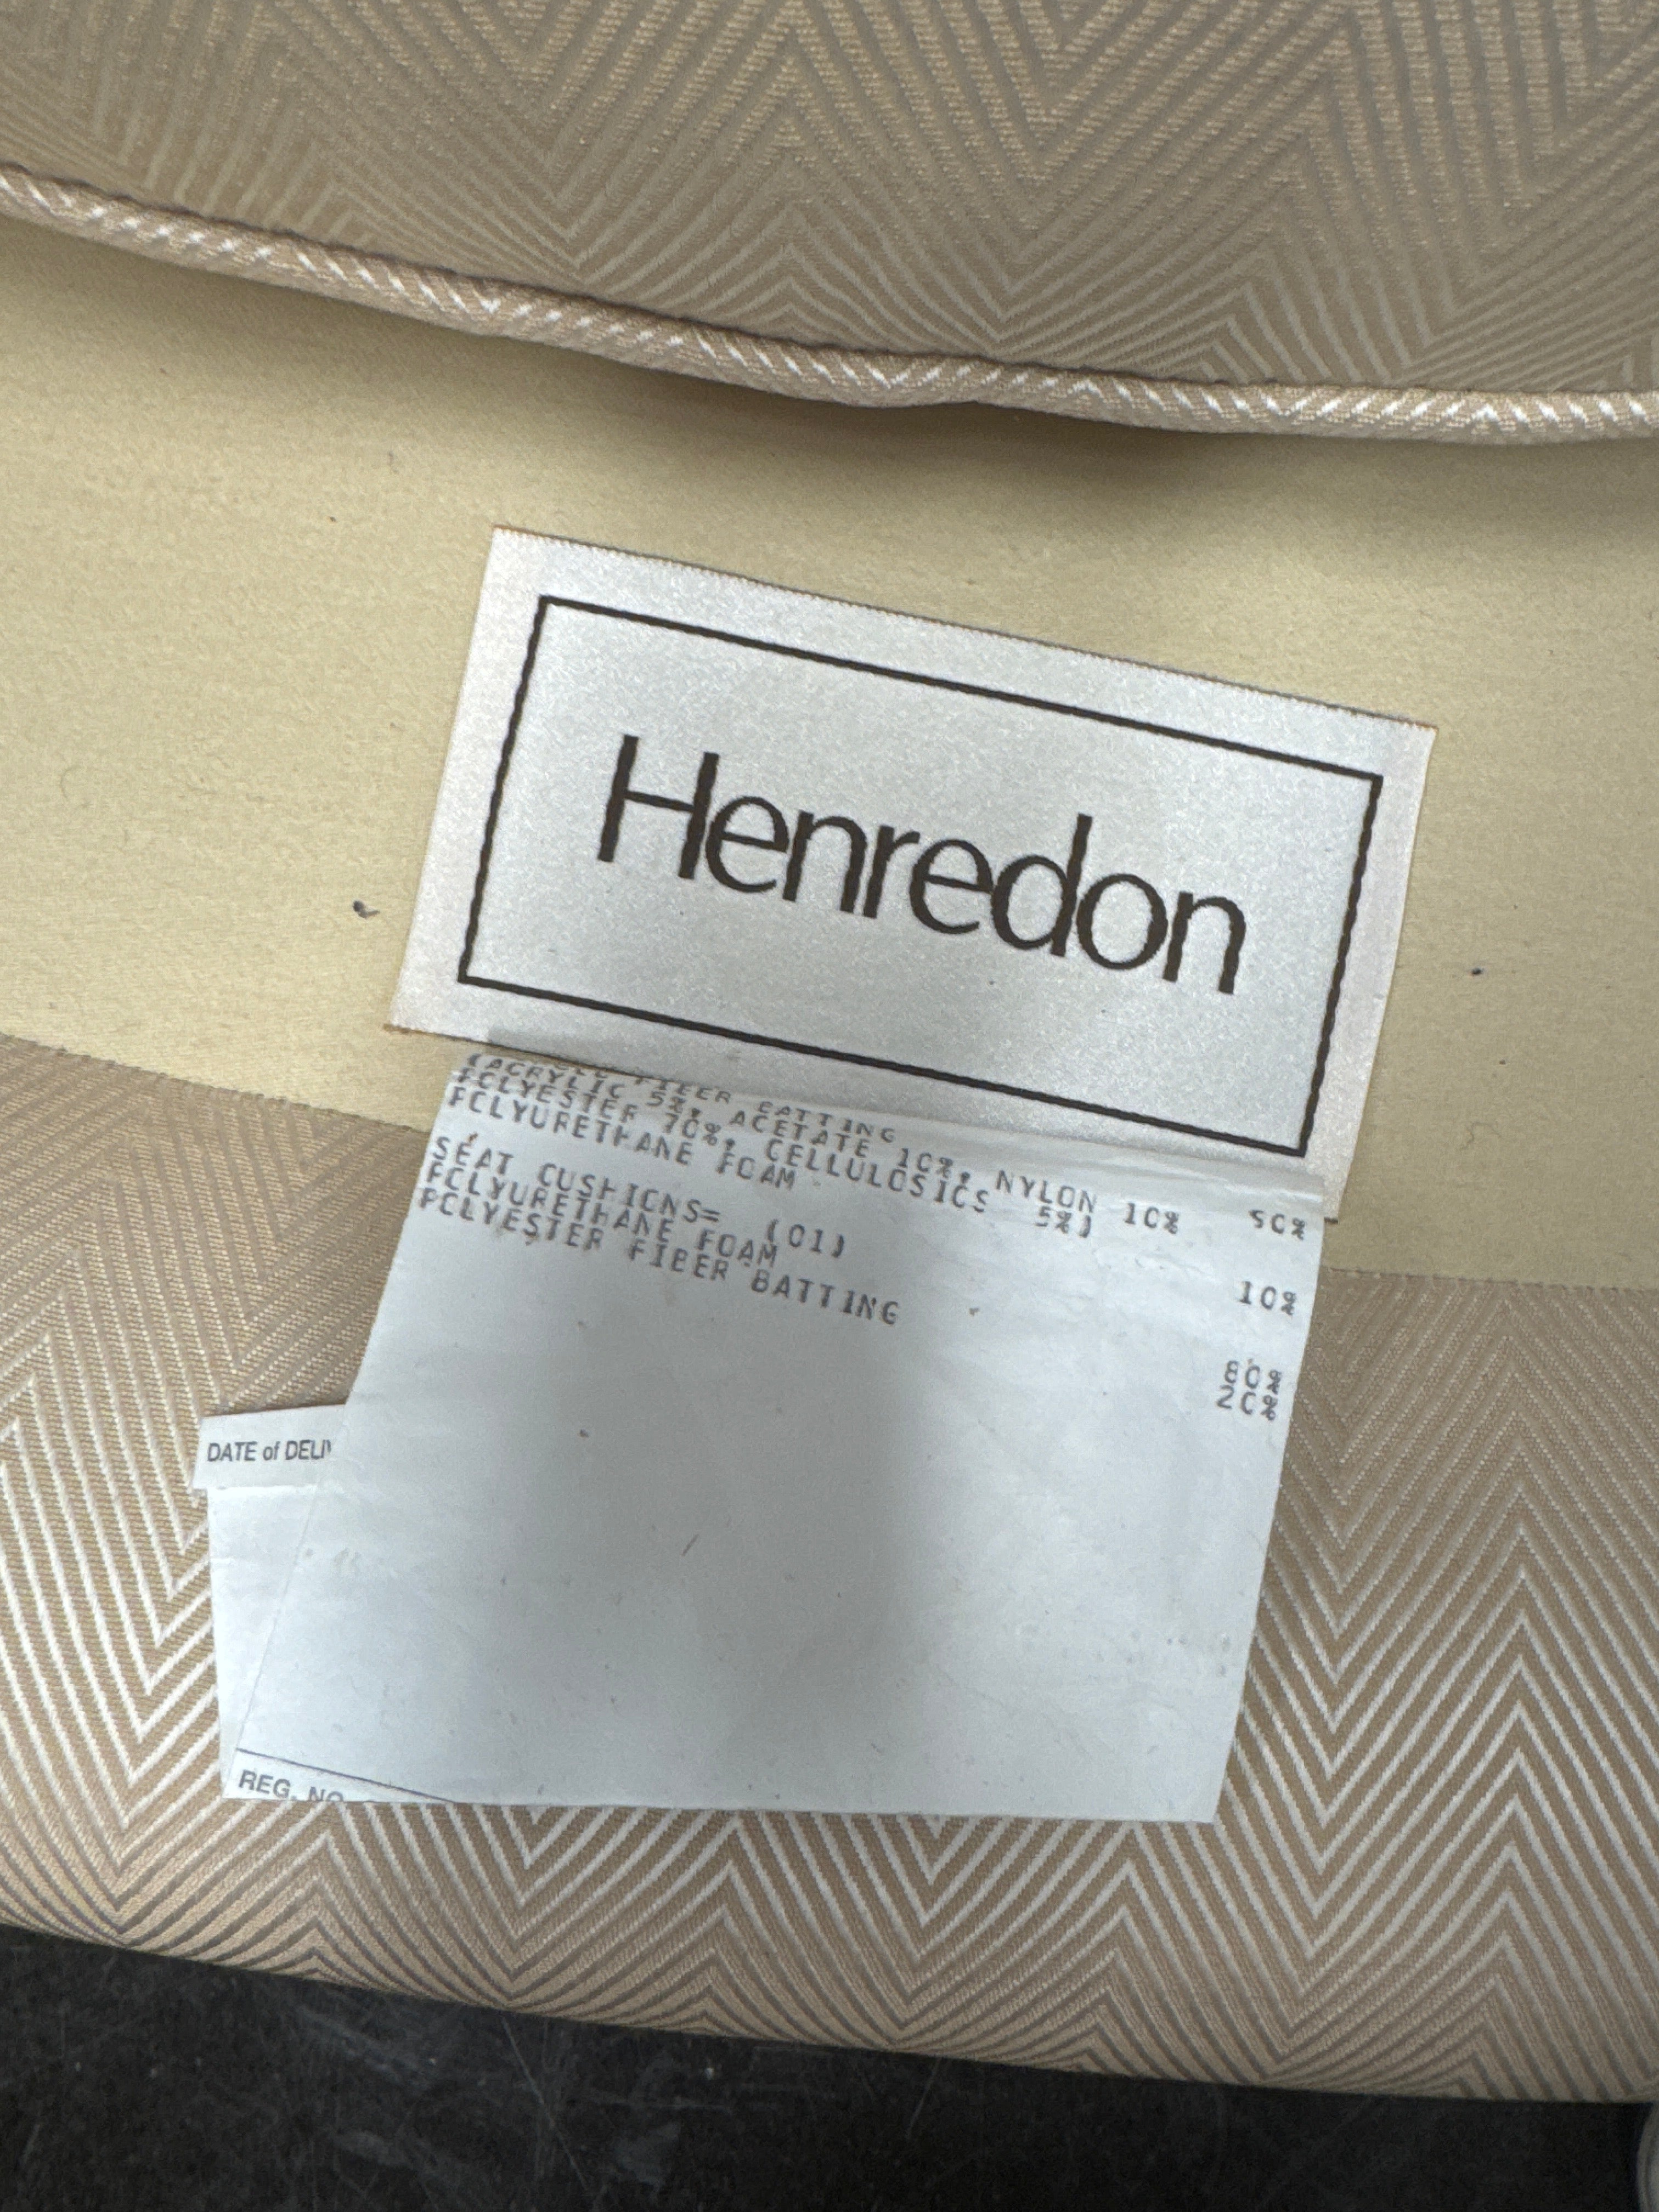 Henredon
FIBER BATTING
(ACRYLIC 5%, ACETATE 10%, NYLON 10% 50%
POLYESTER 70%, CELLULOSICS 5%)
POLYURETHANE FOAM 10%
SEAT CUSHIONS= (01)
POLYURETHANE FOAM 80%
POLYESTER FIBER BATTING 20%
DATE of DELI
REG. NO